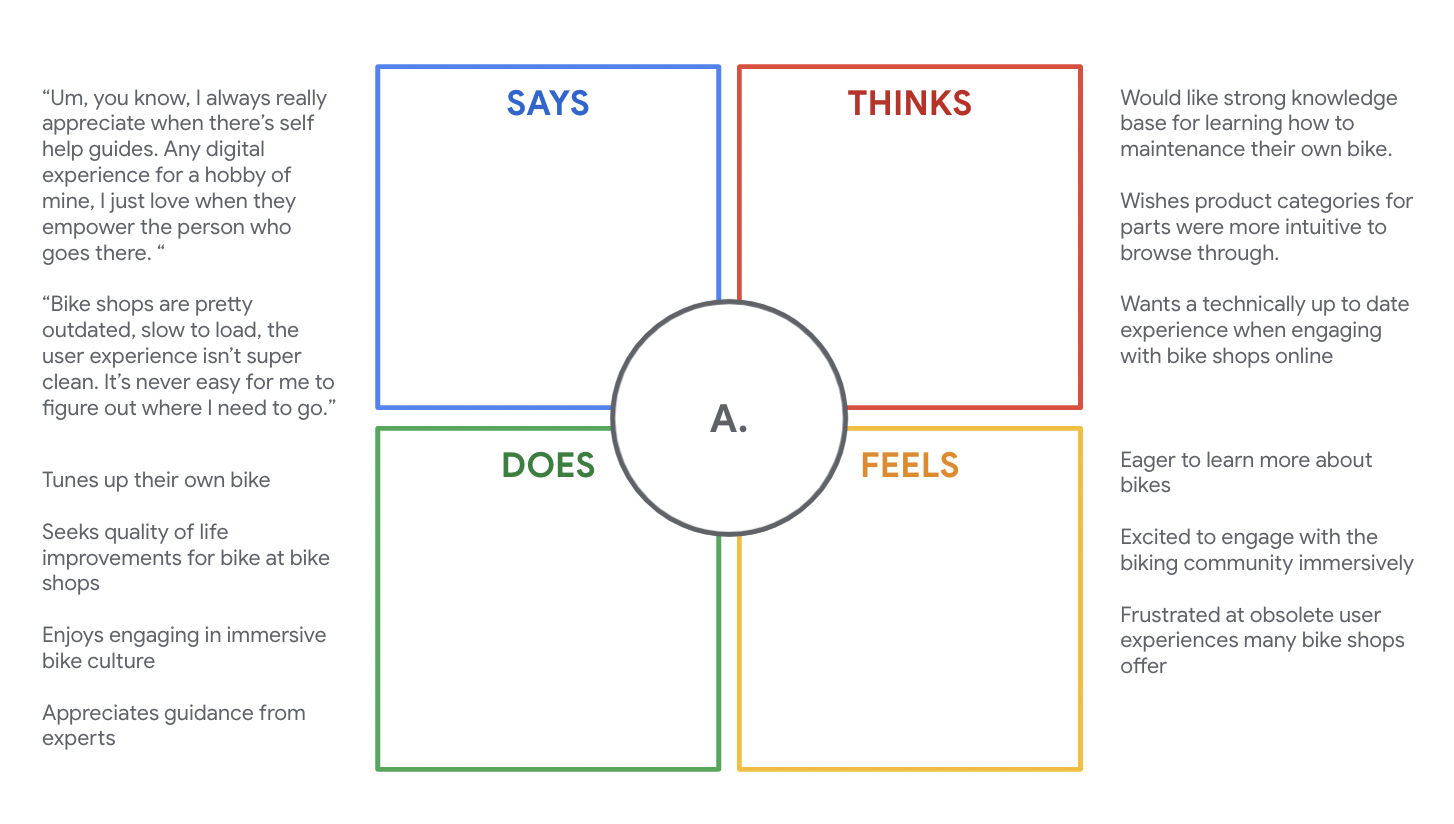 “Um, you know, I always really
appreciate when there’s self
help guides. Any digital
experience for a hobby of
mine, I just love when they
empower the person who
goes there. “
“Bike shops are pretty
outdated, slow to load, the
user experience isn’t super
clean. It’s never easy for me to
figure out where I need to go.”
SAYS
THINKS
Would like strong knowledge
base for learning how to
maintenance their own bike.
Wishes product categories for
parts were more intuitive to
browse through.
Wants a technically up to date
experience when engaging
with bike shops online
A.
Tunes up their own bike
Seeks quality of life
improvements for bike at bike
shops
Enjoys engaging in immersive
bike culture
Appreciates guidance from
experts
DOES
FEELS
Eager to learn more about
bikes
Excited to engage with the
biking community immersively
Frustrated at obsolete user
experiences many bike shops
offer